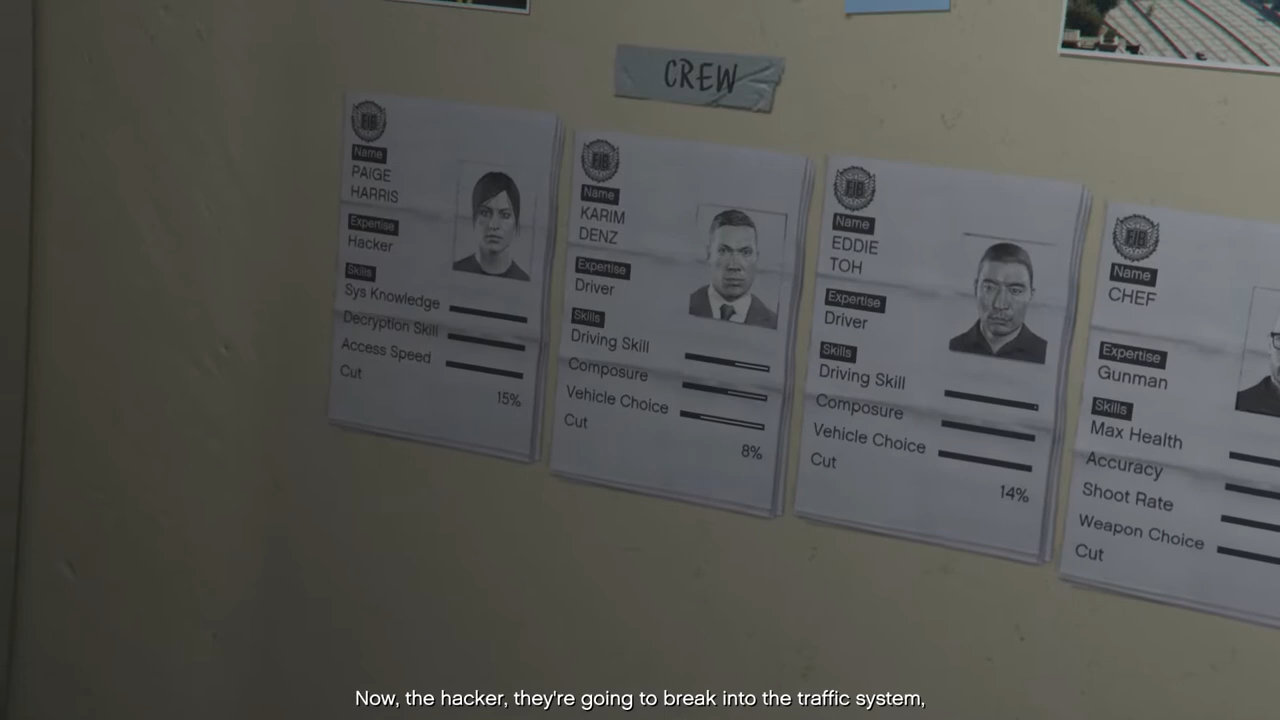 CREW
FIB
Name
PAIGE
HARRIS
Expertise
Hacker
Skills
Sys Knowledge
Decryption Skill
Access Speed
Cut
15%
FIB
Name
KARIM
DENZ
Expertise
Driver
Skills
Driving Skill
Composure
Vehicle Choice
Cut
8%
FIB
Name
EDDIE
TOH
Expertise
Driver
Skills
Driving Skill
Composure
Vehicle Choice
Cut
14%
FIB
Name
CHEF
Expertise
Gunman
Skills
Max Health
Accuracy
Shoot Rate
Weapon Choice
Cut
Now, the hacker, they're going to break into the traffic system,